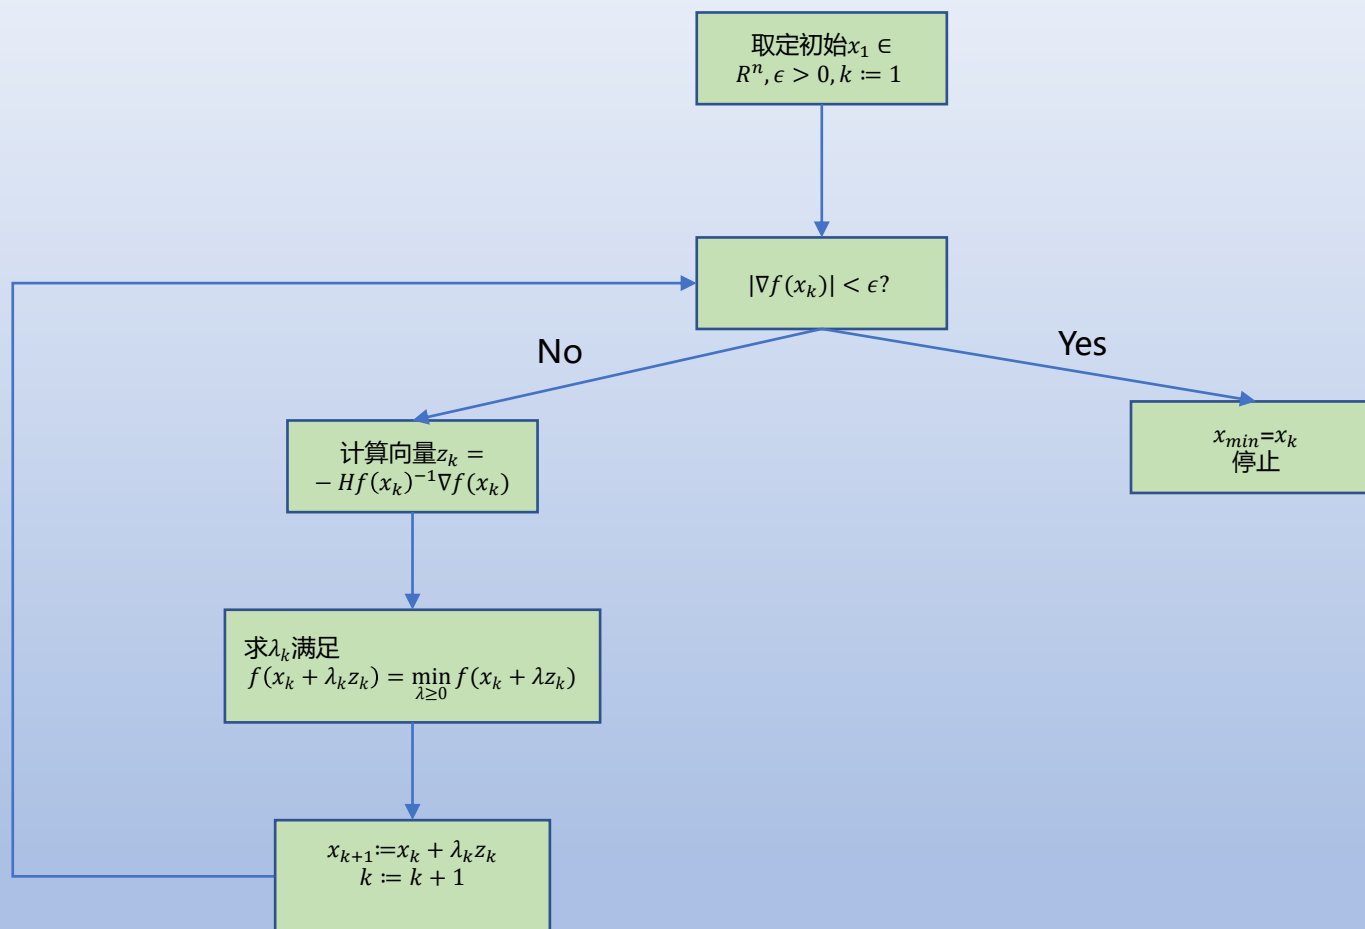 取定初始x₁ ∈
Rⁿ, ϵ > 0, k ≔ 1
|∇f(xₖ)| < ϵ?
No
Yes
计算向量zₖ =
− Hf(xₖ)⁻¹∇f(xₖ)
x_min=xₖ
停止
求λₖ满足
f(xₖ + λₖzₖ) = min f(xₖ + λzₖ)
λ≥0
xₖ₊₁≔xₖ + λₖzₖ
k ≔ k + 1